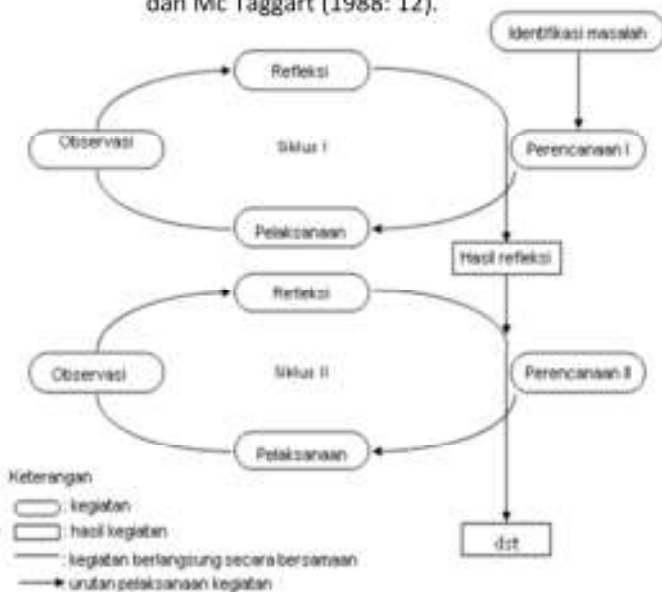 dan Mc Taggart (1988: 12).
Identifikasi masalah
Refleksi
Observasi
Siklus I
Perencanaan I
Pelaksanaan
Hasil refleksi
Refleksi
Observasi
Siklus II
Perencanaan II
Pelaksanaan
Keterangan
: kegiatan
: hasil kegiatan
: kegiatan berlangsung secara bersamaan
: urutan pelaksanaan kegiatan
dst